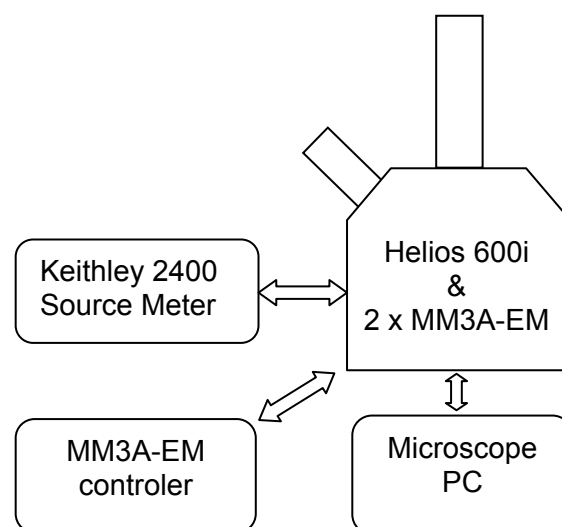 Keithley 2400
Source Meter
Helios 600i
&
2 x MM3A-EM
MM3A-EM
controler
Microscope
PC